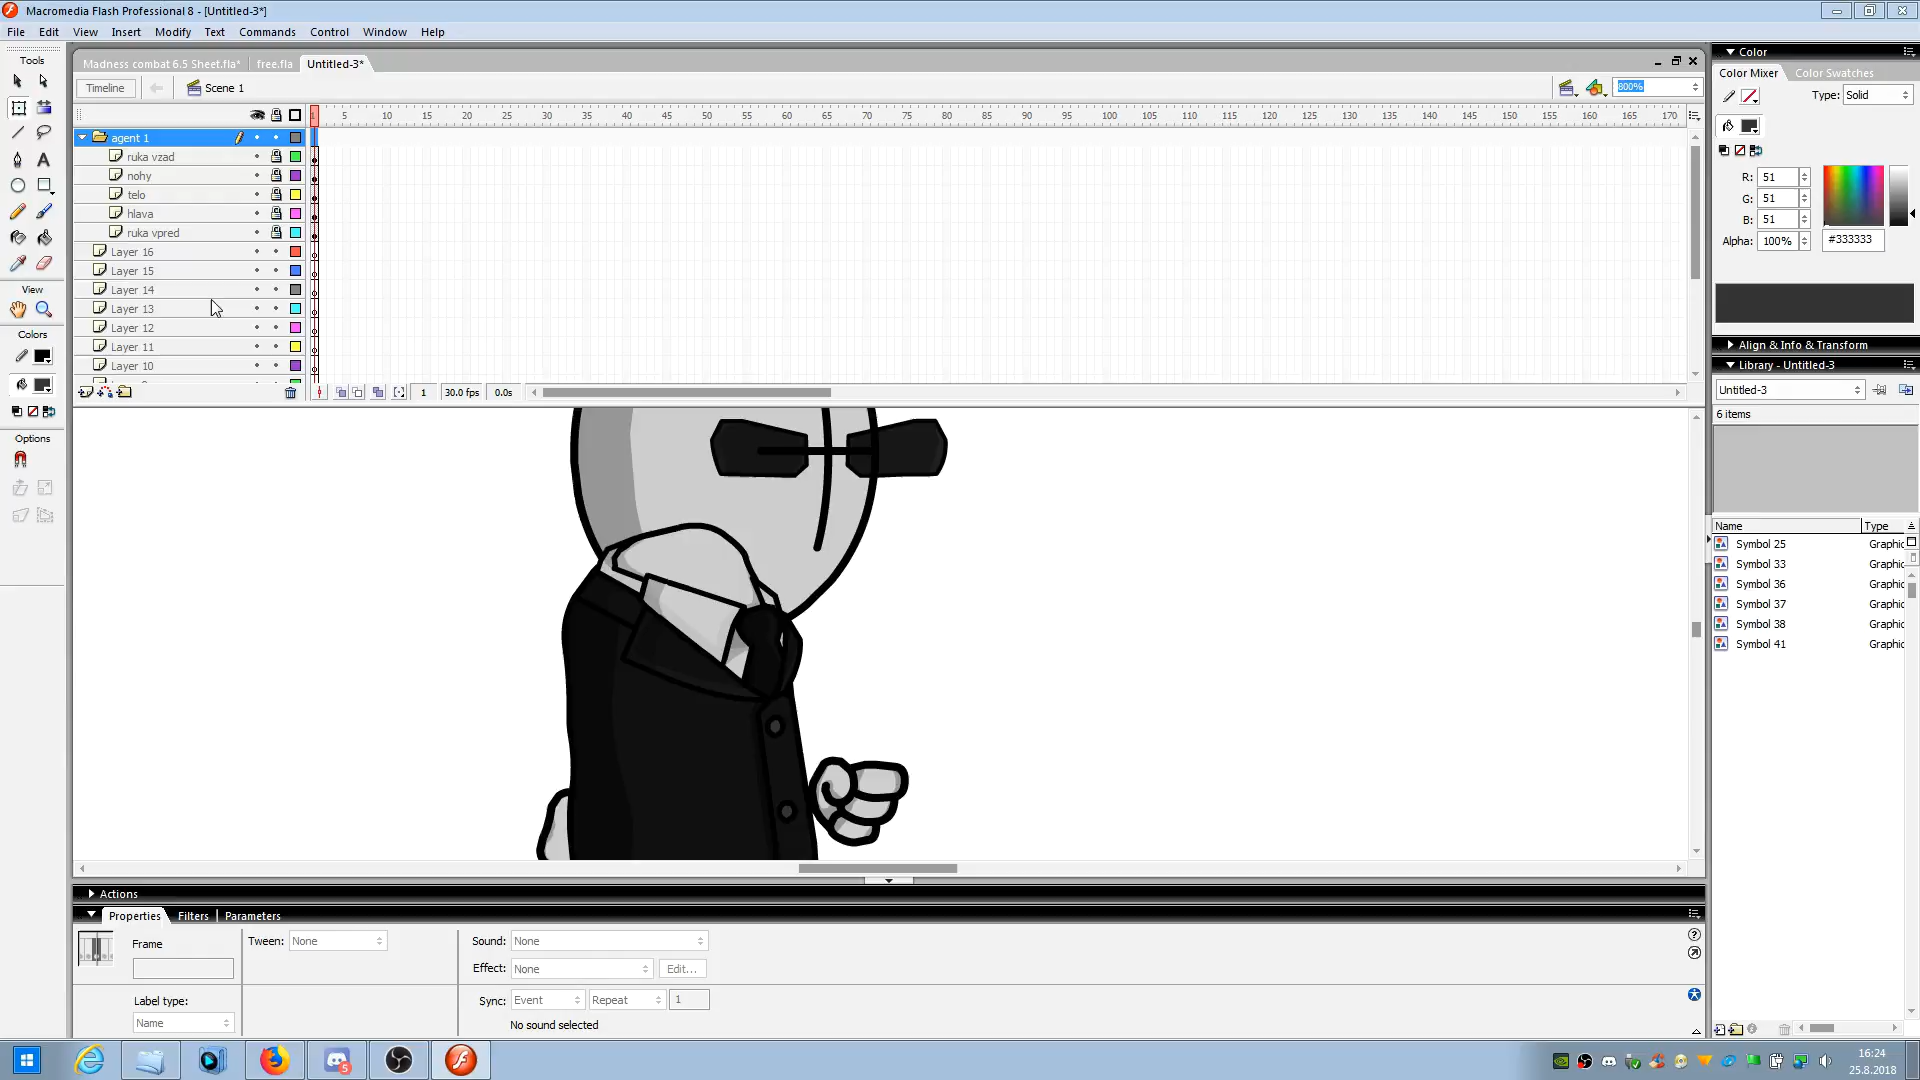 Macromedia Flash Professional 8 - [Untitled-3*]
File Edit View Insert Modify Text Commands Control Window Help
Tools
Madness combat 6.5 Sheet.fla* free.fla Untitled-3*
Timeline Scene 1 800%
1 5 10 15 20 25 30 35 40 45 50 55 60 65 70 75 80 85 90 95 100 105 110 115 120 125 130 135 140 145 150 155 160 165 170
agent 1
ruka vzad
nohy
telo
hlava
ruka vpred
Layer 16
Layer 15
Layer 14
Layer 13
Layer 12
Layer 11
Layer 10
1 30.0 fps 0.0s
View
Colors
Options
Color
Color Mixer Color Swatches
Type: Solid
R: 51
G: 51
B: 51
Alpha: 100% #333333
Align & Info & Transform
Library - Untitled-3
Untitled-3
6 items
Name Type
Symbol 25 Graphic
Symbol 33 Graphic
Symbol 36 Graphic
Symbol 37 Graphic
Symbol 38 Graphic
Symbol 41 Graphic
Actions
Properties Filters Parameters
Frame
Tween: None
Sound: None
Effect: None Edit...
Label type:
Name
Sync: Event Repeat 1
No sound selected
5
16:24
25.8.2018